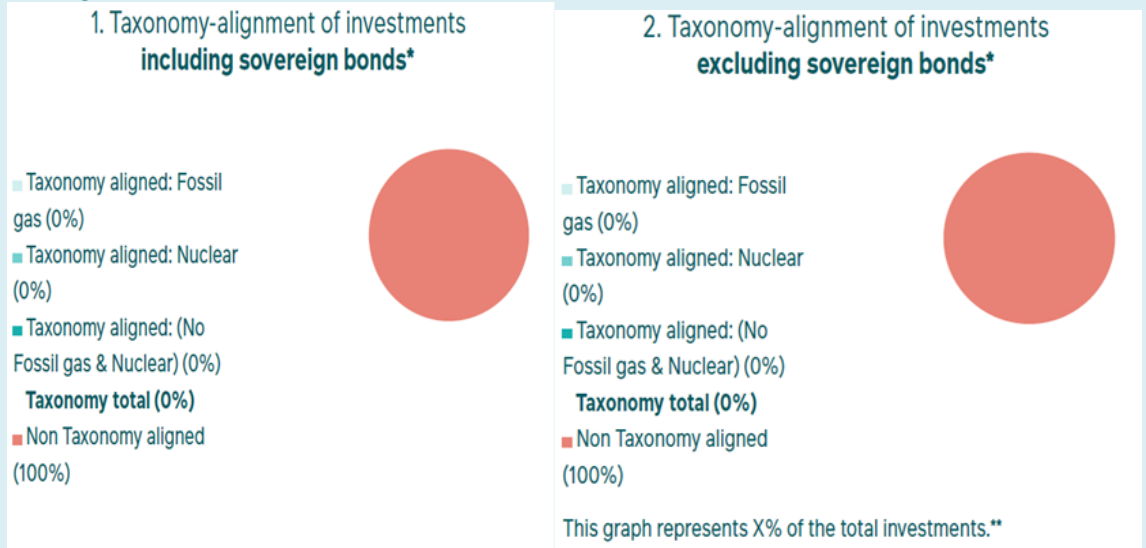 1. Taxonomy-alignment of investments
including sovereign bonds*
Taxonomy aligned: Fossil
gas (0%)
Taxonomy aligned: Nuclear
(0%)
Taxonomy aligned: (No
Fossil gas & Nuclear) (0%)
Taxonomy total (0%)
Non Taxonomy aligned
(100%)
2. Taxonomy-alignment of investments
excluding sovereign bonds*
Taxonomy aligned: Fossil
gas (0%)
Taxonomy aligned: Nuclear
(0%)
Taxonomy aligned: (No
Fossil gas & Nuclear) (0%)
Taxonomy total (0%)
Non Taxonomy aligned
(100%)
This graph represents X% of the total investments.**